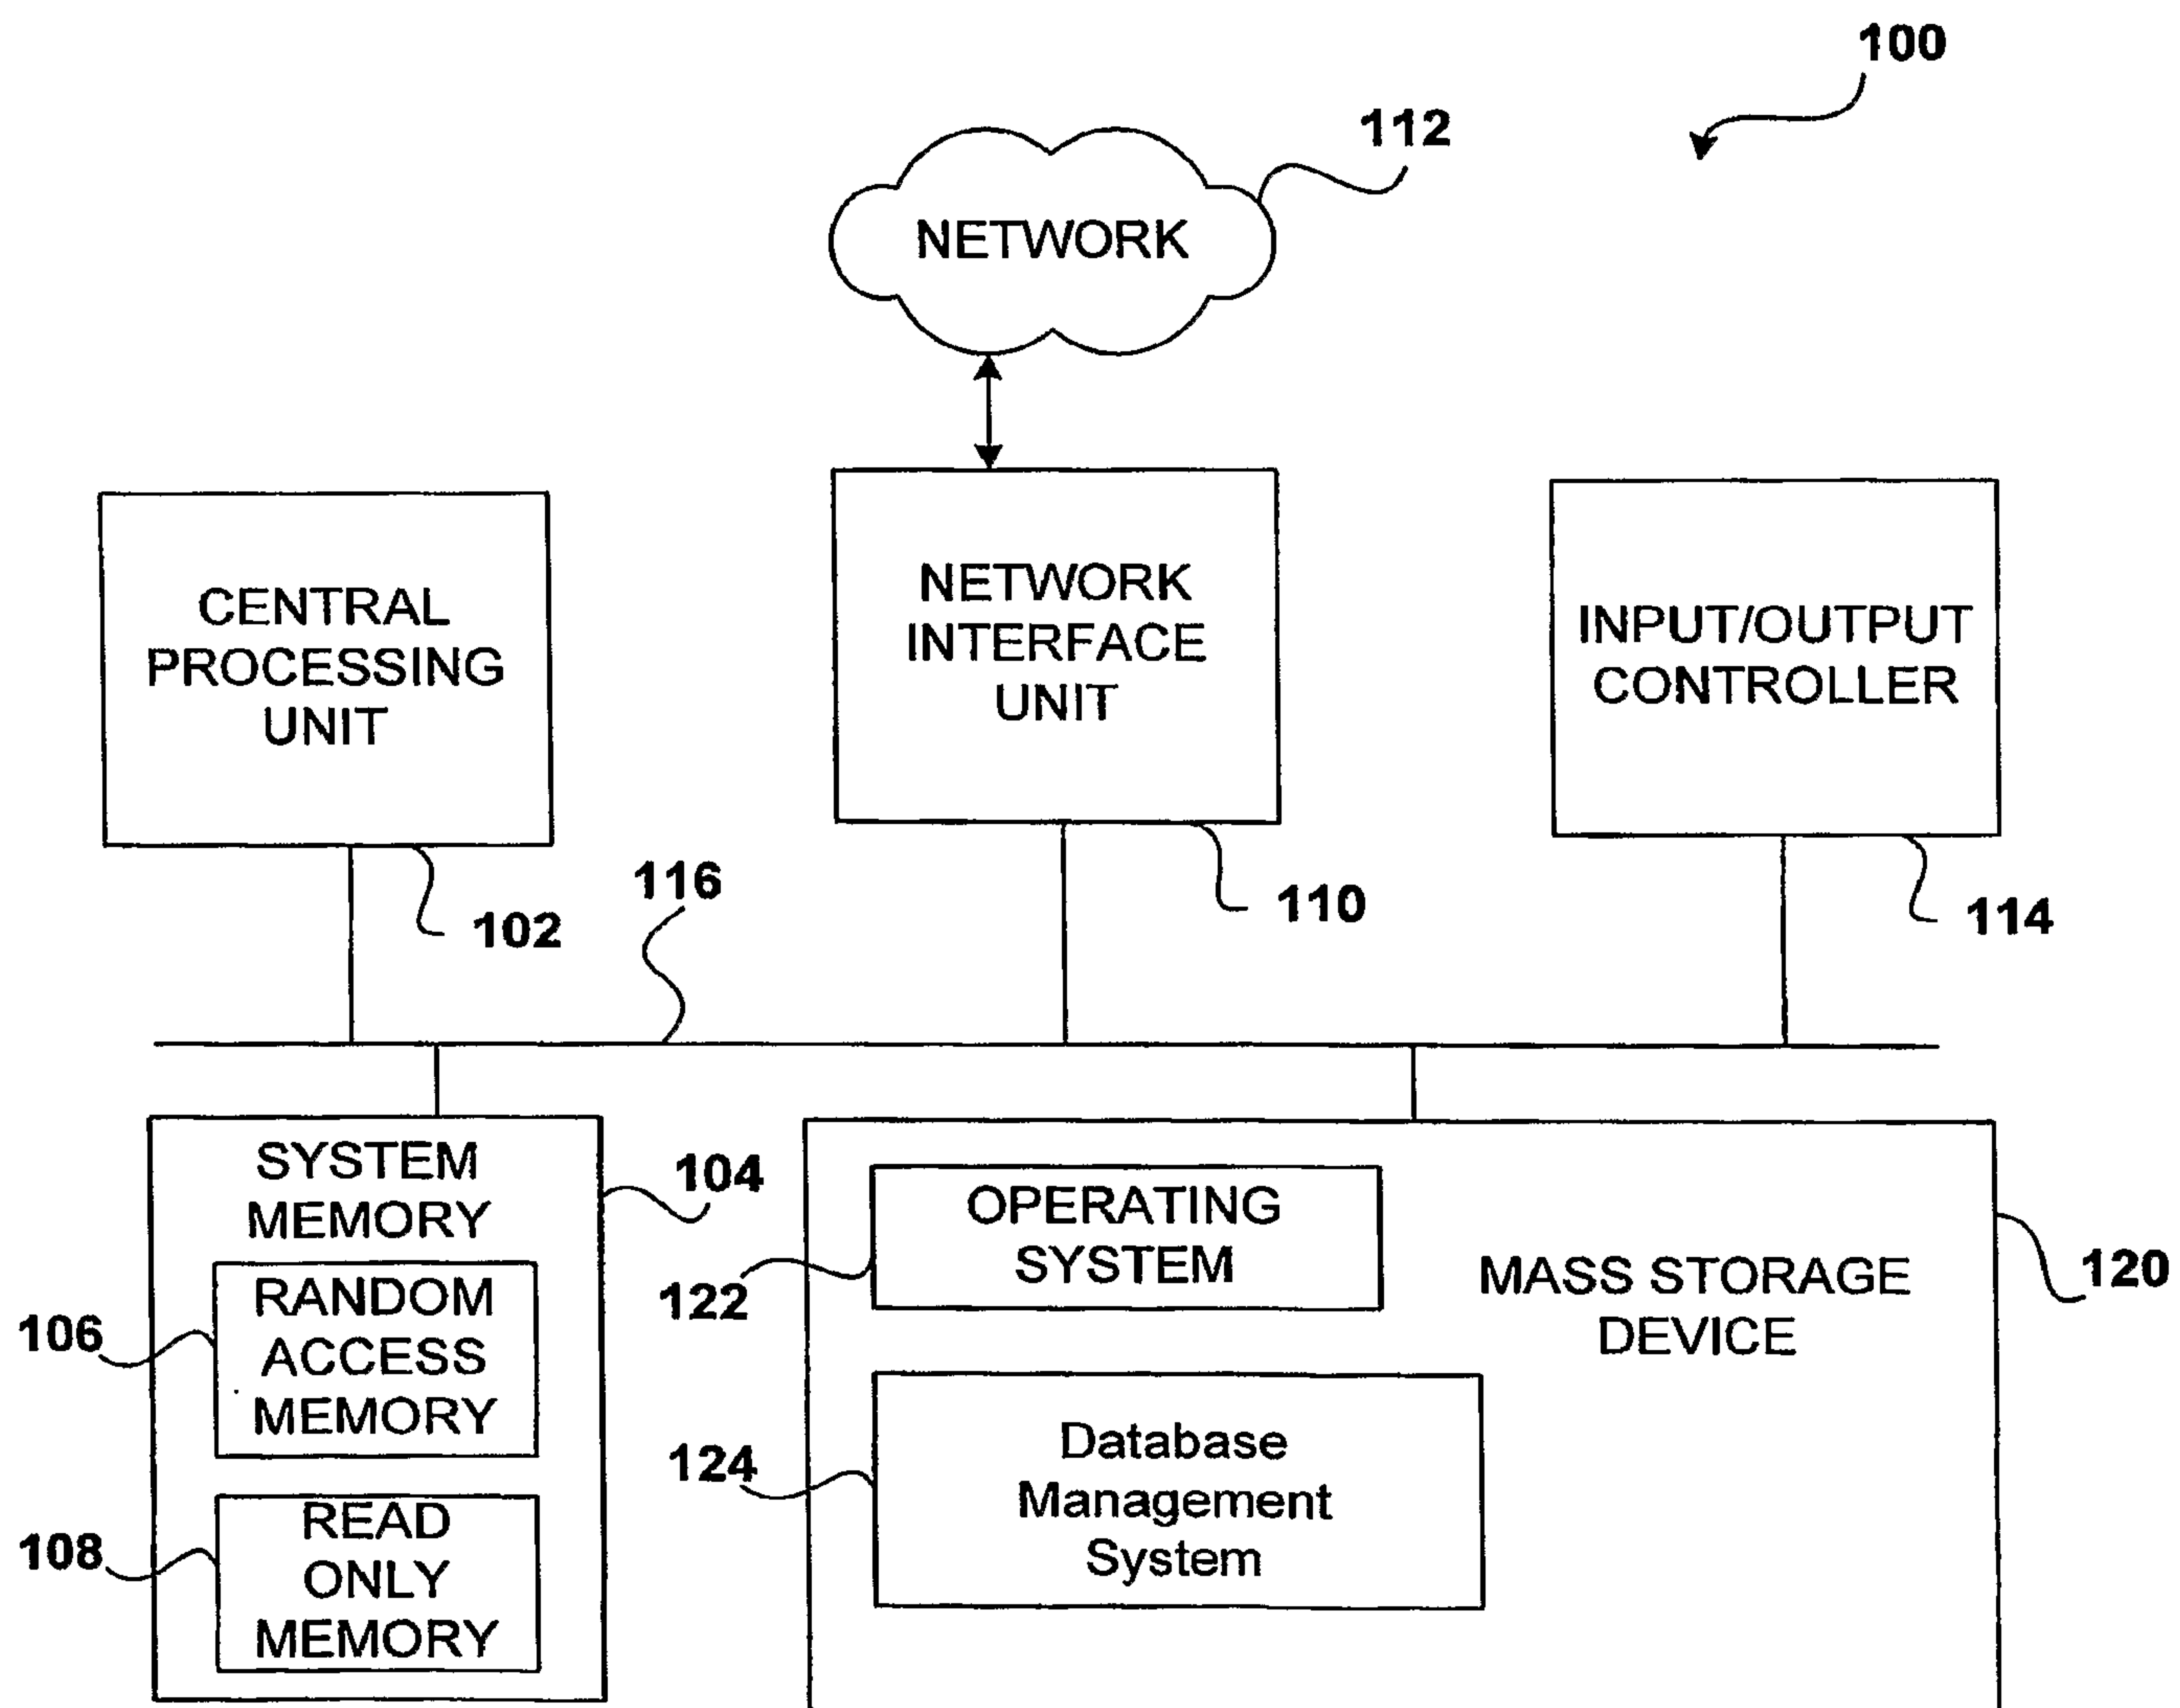 100
112
NETWORK
CENTRAL
PROCESSING
UNIT
NETWORK
INTERFACE
UNIT
INPUT/OUTPUT
CONTROLLER
102
116
110
114
SYSTEM
MEMORY
104
RANDOM
ACCESS
MEMORY
106
READ
ONLY
MEMORY
108
OPERATING
SYSTEM
122
MASS STORAGE
DEVICE
120
Database
Management
System
124